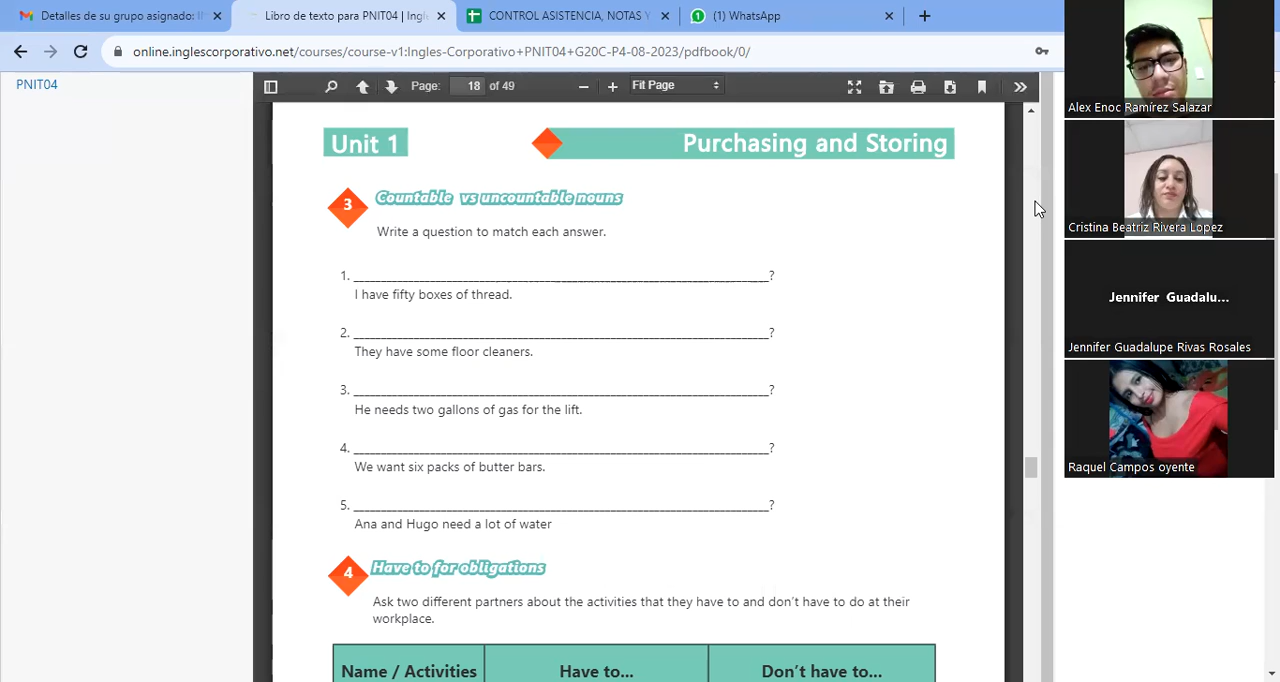 Detalles de su grupo asignado: II
Libro de texto para PNIT04 | Ingl
CONTROL ASISTENCIA, NOTAS Y
(1) WhatsApp
online.inglescorporativo.net/courses/course-v1:Ingles-Corporativo+PNIT04+G20C-P4-08-2023/pdfbook/0/
PNIT04
Page: 18 of 49
Fit Page
Unit 1
Purchasing and Storing
3
Countable vs uncountable nouns
Write a question to match each answer.
1. ______________________________?
I have fifty boxes of thread.
2. ______________________________?
They have some floor cleaners.
3. ______________________________?
He needs two gallons of gas for the lift.
4. ______________________________?
We want six packs of butter bars.
5. ______________________________?
Ana and Hugo need a lot of water
4
Have to for obligations
Ask two different partners about the activities that they have to and don't have to do at their
workplace.
Name / Activities
Have to...
Don't have to...
Alex Enoc Ramírez Salazar
Cristina Beatriz Rivera Lopez
Jennifer Guadalu...
Jennifer Guadalupe Rivas Rosales
Raquel Campos oyente